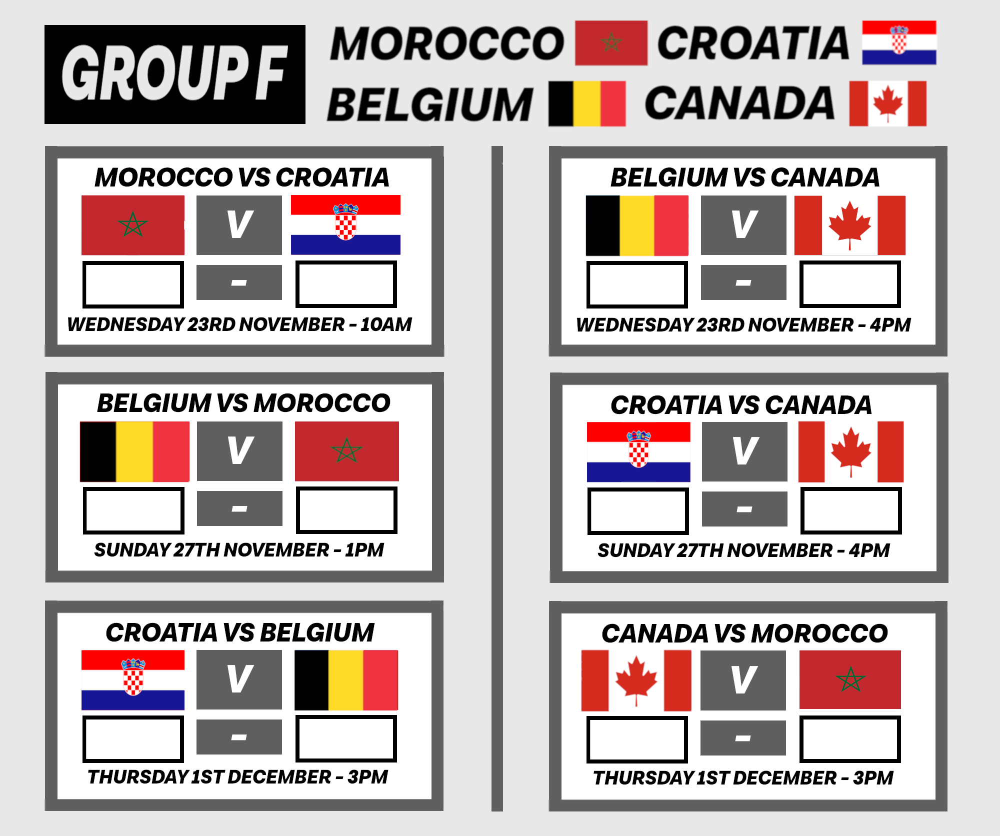 GROUP F
MOROCCO CROATIA
BELGIUM CANADA
MOROCCO VS CROATIA
V
-
WEDNESDAY 23RD NOVEMBER - 10AM
BELGIUM VS CANADA
V
-
WEDNESDAY 23RD NOVEMBER - 4PM
BELGIUM VS MOROCCO
V
-
SUNDAY 27TH NOVEMBER - 1PM
CROATIA VS CANADA
V
-
SUNDAY 27TH NOVEMBER - 4PM
CROATIA VS BELGIUM
V
-
THURSDAY 1ST DECEMBER - 3PM
CANADA VS MOROCCO
V
-
THURSDAY 1ST DECEMBER - 3PM